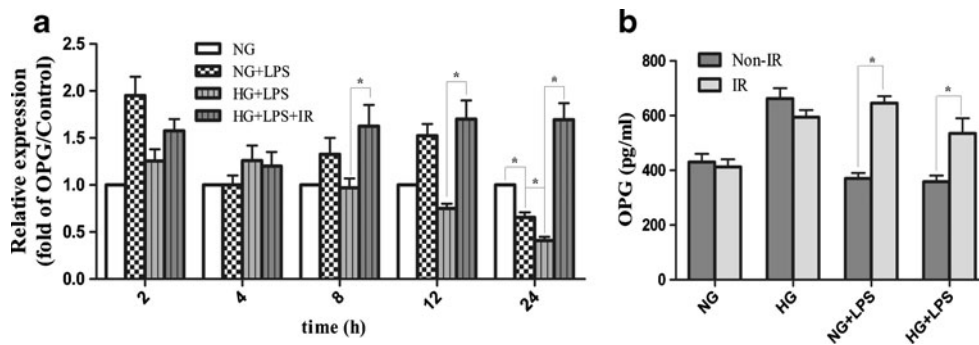 a
Relative expression
(fold of OPG/Control)
2.5
2.0
1.5
1.0
0.5
0.0
NG
NG+LPS
HG+LPS
HG+LPS+IR
*
*
*
*
*
2
4
8
12
24
time (h)
b
OPG (pg/ml)
800
600
400
200
0
Non-IR
IR
*
*
NG
HG
NG+LPS
HG+LPS